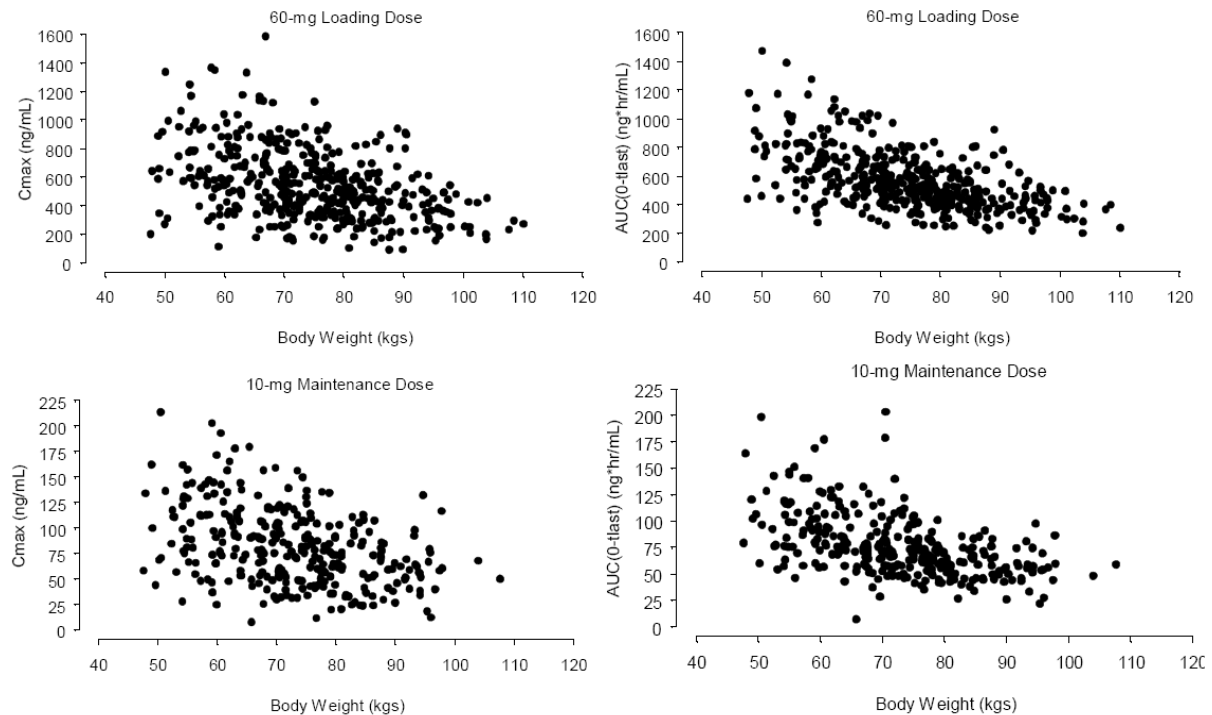 60-mg Loading Dose
Cmax (ng/mL)
1600
1400
1200
1000
800
600
400
200
0
40 50 60 70 80 90 100 110 120
Body Weight (kgs)
60-mg Loading Dose
AUC(0-tlast) (ng*hr/mL)
1600
1400
1200
1000
800
600
400
200
0
40 50 60 70 80 90 100 110 120
Body Weight (kgs)
10-mg Maintenance Dose
Cmax (ng/mL)
225
200
175
150
125
100
75
50
25
0
40 50 60 70 80 90 100 110 120
Body Weight (kgs)
10-mg Maintenance Dose
AUC(0-tlast) (ng*hr/mL)
225
200
175
150
125
100
75
50
25
0
40 50 60 70 80 90 100 110 120
Body Weight (kgs)